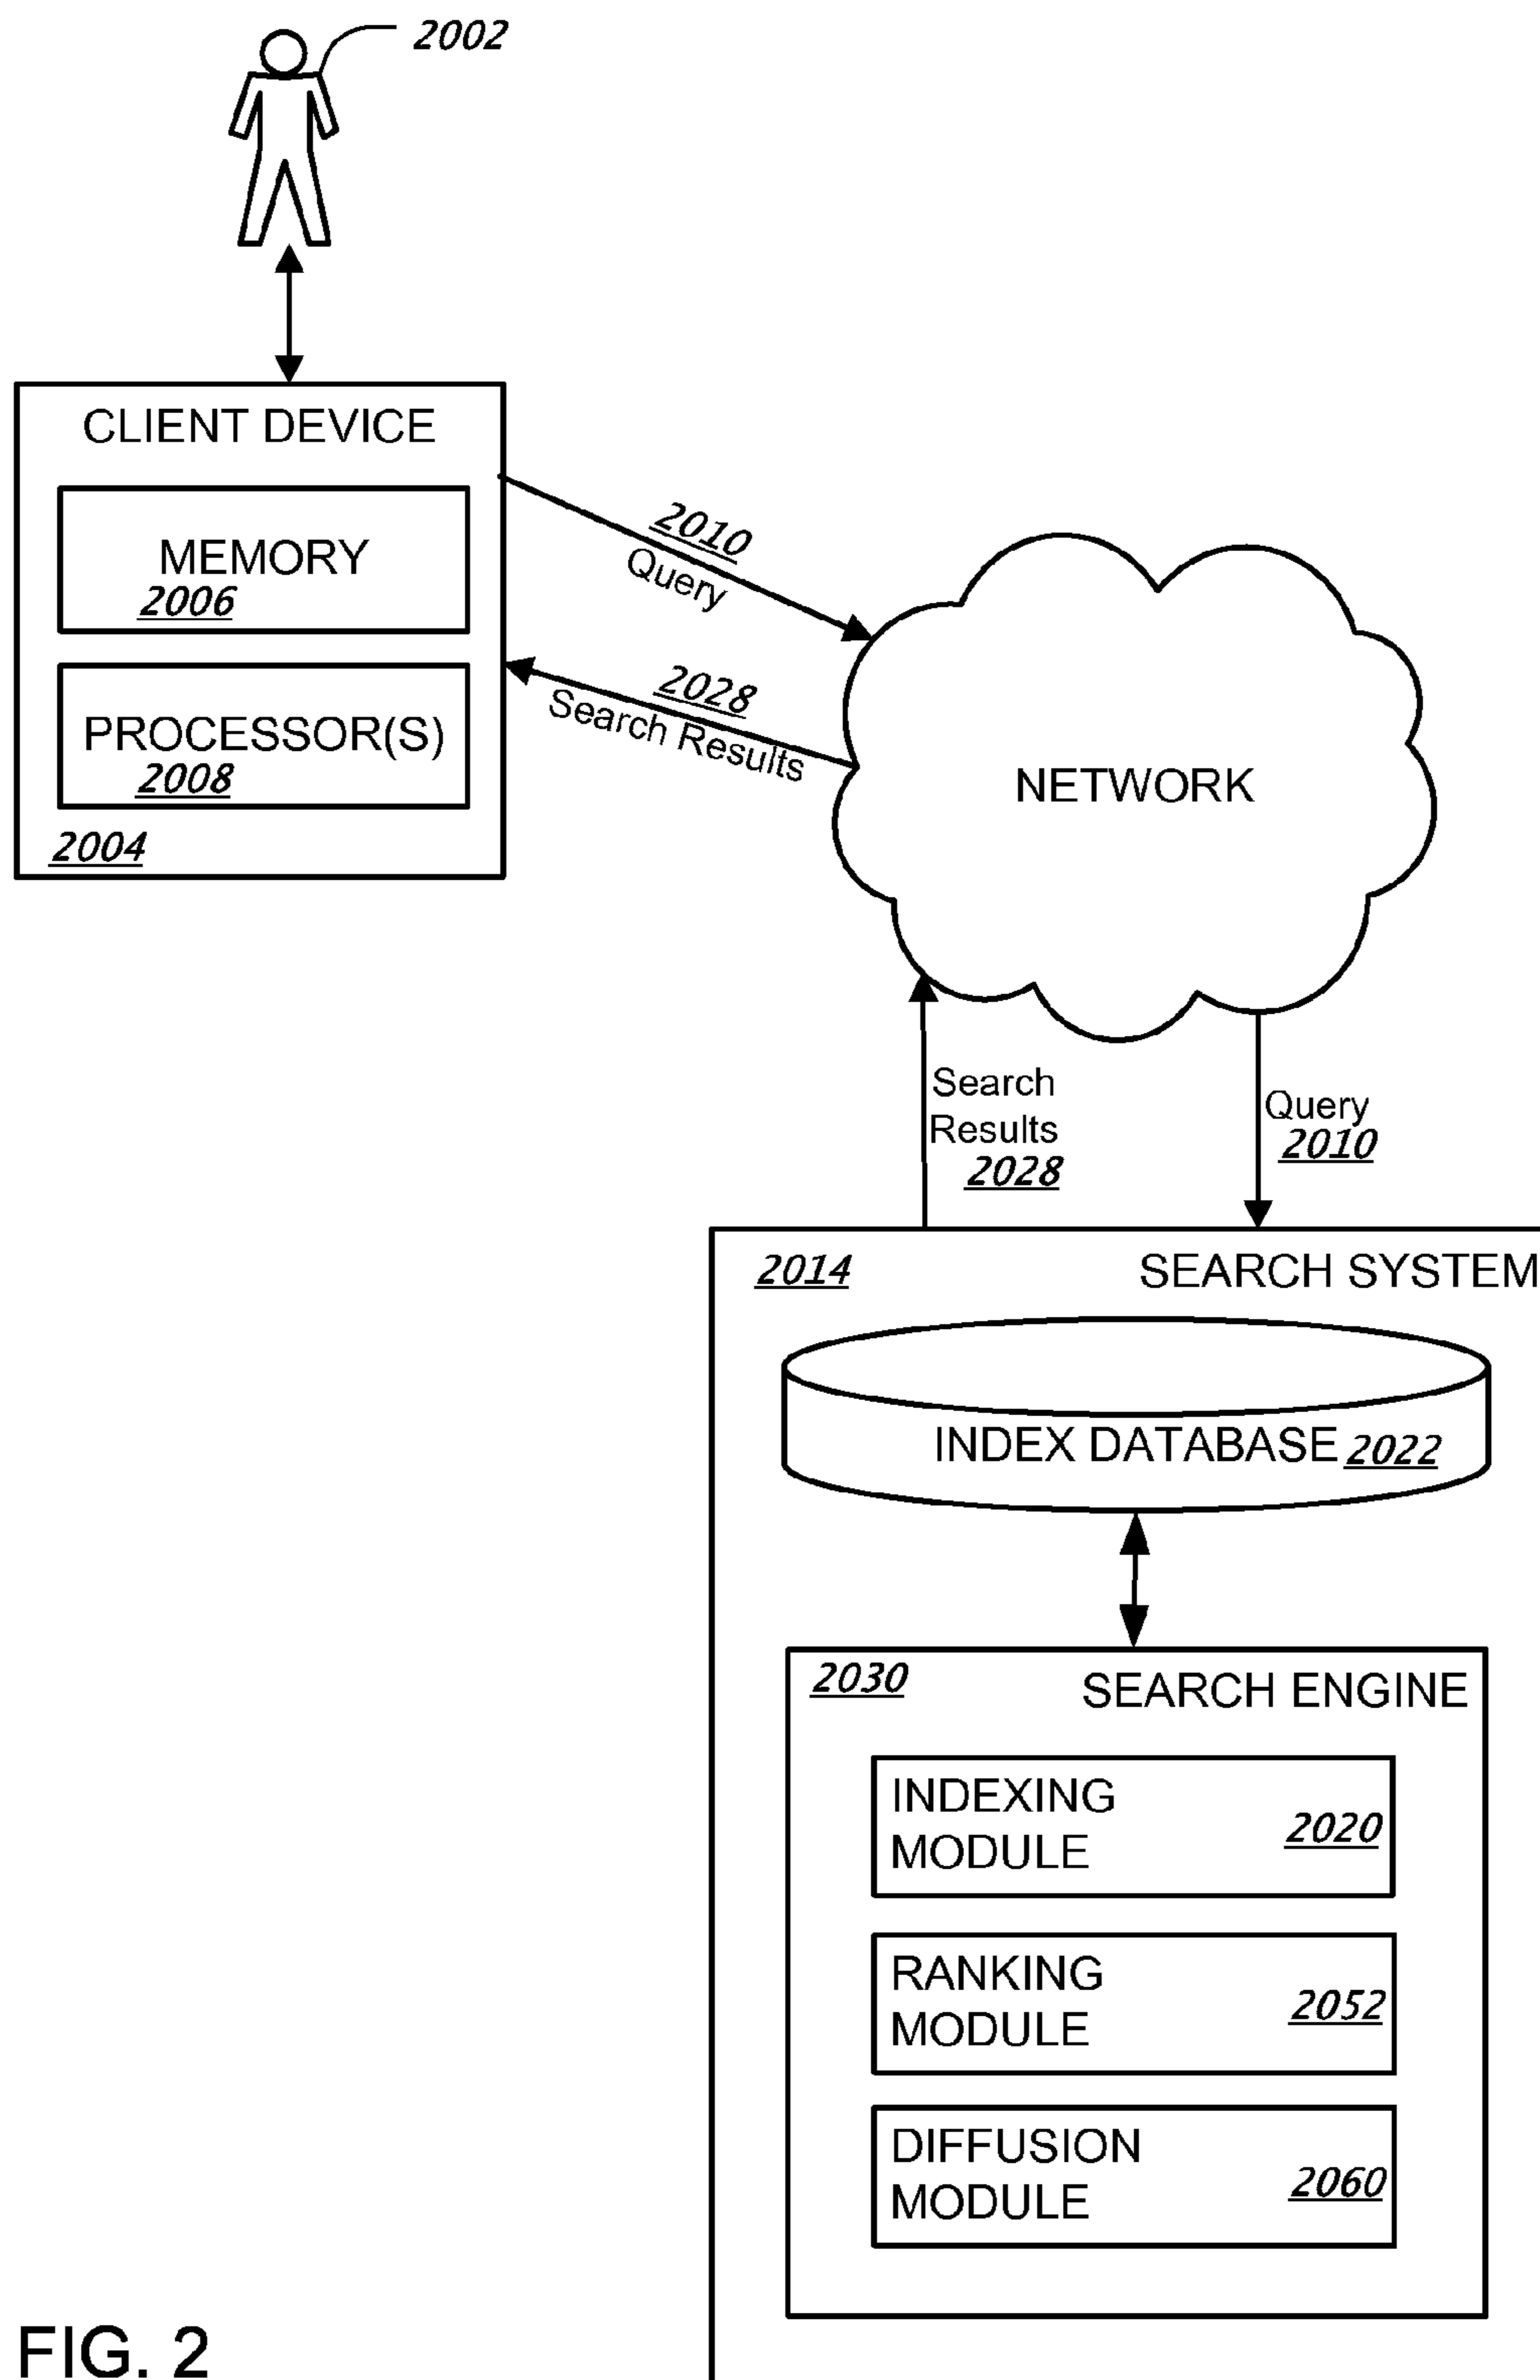 2002
CLIENT DEVICE
MEMORY
2006
PROCESSOR(S)
2008
2004
2010
Query
2028
Search Results
NETWORK
Search
Results
2028
Query
2010
2014
SEARCH SYSTEM
INDEX DATABASE 2022
2030
SEARCH ENGINE
INDEXING
MODULE
2020
RANKING
MODULE
2052
DIFFUSION
MODULE
2060
FIG. 2